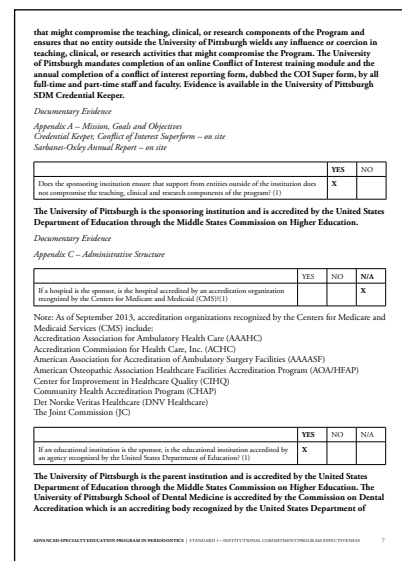 that might compromise the teaching, clinical, or research components of the Program and
ensures that no entity outside the University of Pittsburgh wields any influence or coercion in
teaching, clinical, or research activities that might compromise the Program. The University
of Pittsburgh mandates completion of an online Conflict of Interest training module and the
annual completion of a conflict of interest reporting form, dubbed the COI Super form, by all
full-time and part-time staff and faculty. Evidence is available in the University of Pittsburgh
SDM Credential Keeper.
Documentary Evidence
Appendix A – Mission, Goals and Objectives
Credential Keeper, Conflict of Interest Superform – on site
Sarbanes-Oxley Annual Report – on site
YES NO
Does the sponsoring institution ensure that support from entities outside of the institution does X
not compromise the teaching, clinical and research components of the program? (1)
The University of Pittsburgh is the sponsoring institution and is accredited by the United States
Department of Education through the Middle States Commission on Higher Education.
Documentary Evidence
Appendix C – Administrative Structure
YES NO N/A
If a hospital is the sponsor, is the hospital accredited by an accreditation organization X
recognized by the Centers for Medicare and Medicaid (CMS)?(1)
Note: As of September 2013, accreditation organizations recognized by the Centers for Medicare and
Medicaid Services (CMS) include:
Accreditation Association for Ambulatory Health Care (AAAHC)
Accreditation Commission for Health Care, Inc. (ACHC)
American Association for Accreditation of Ambulatory Surgery Facilities (AAAASF)
American Osteopathic Association Healthcare Facilities Accreditation Program (AOA/HFAP)
Center for Improvement in Healthcare Quality (CIHQ)
Community Health Accreditation Program (CHAP)
Det Norske Veritas Healthcare (DNV Healthcare)
The Joint Commission (JC)
YES NO N/A
If an educational institution is the sponsor, is the educational institution accredited by X
an agency recognized by the United States Department of Education? (1)
The University of Pittsburgh is the parent institution and is accredited by the United States
Department of Education through the Middle States Commission on Higher Education. The
University of Pittsburgh School of Dental Medicine is accredited by the Commission on Dental
Accreditation which is an accrediting body recognized by the United States Department of
ADVANCED SPECIALTY EDUCATION PROGRAM IN PERIODONTICS | STANDARD 1—INSTITUTIONAL COMMITMENT/PROGRAM EFFECTIVENESS 7